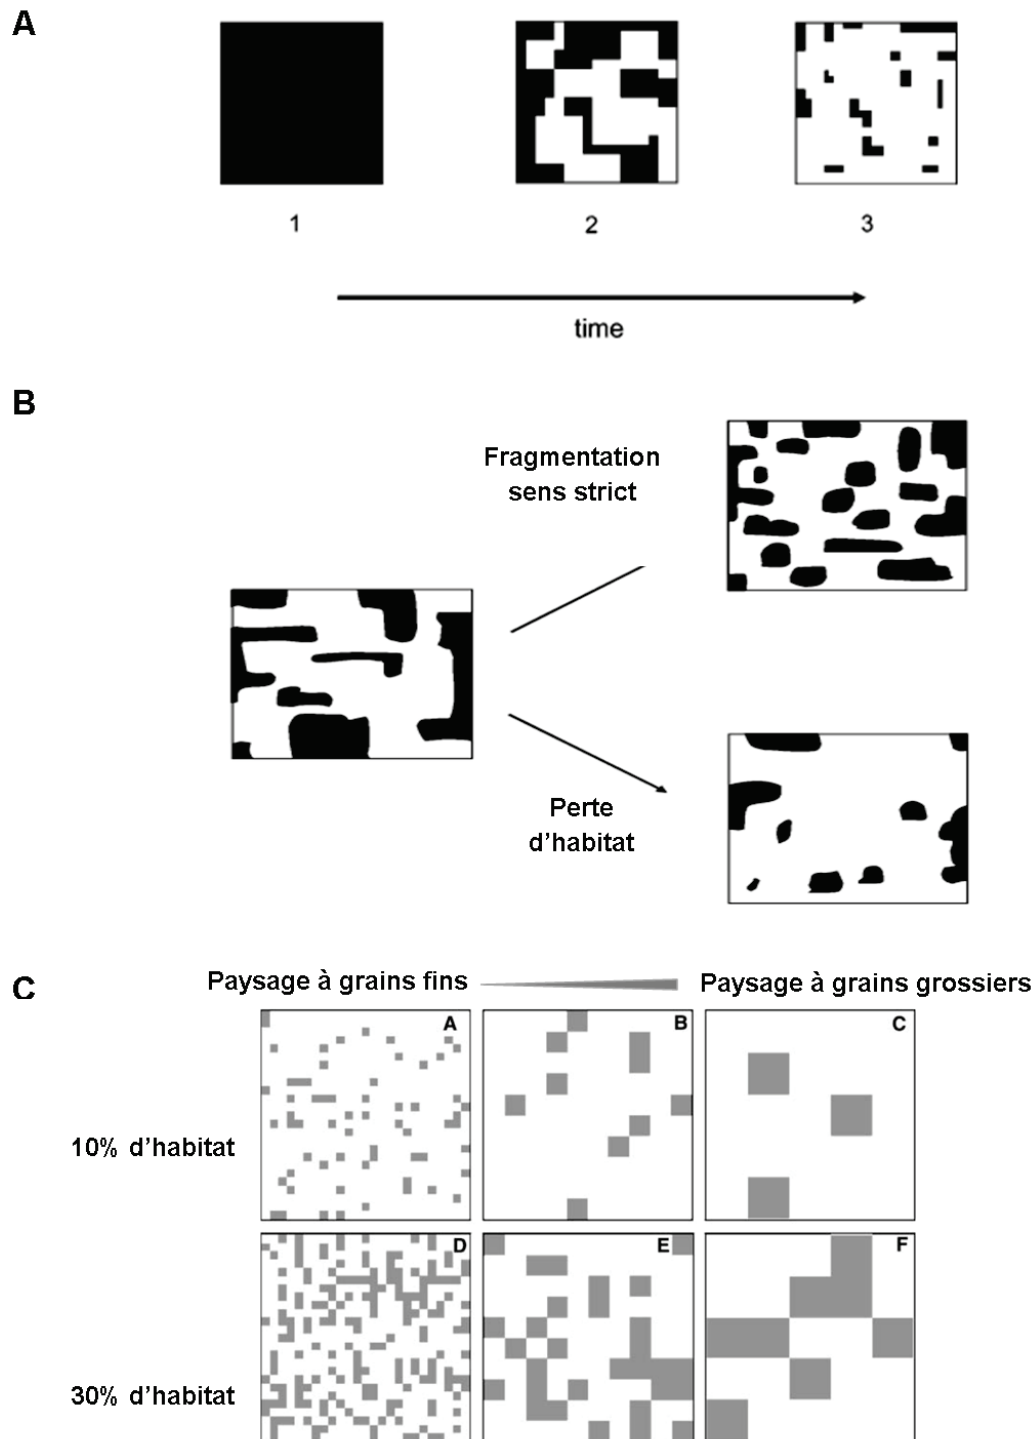 A
1
2
3
time
B
Fragmentation
sens strict
Perte
d'habitat
C
Paysage à grains fins
Paysage à grains grossiers
A
B
C
10% d'habitat
D
E
F
30% d'habitat